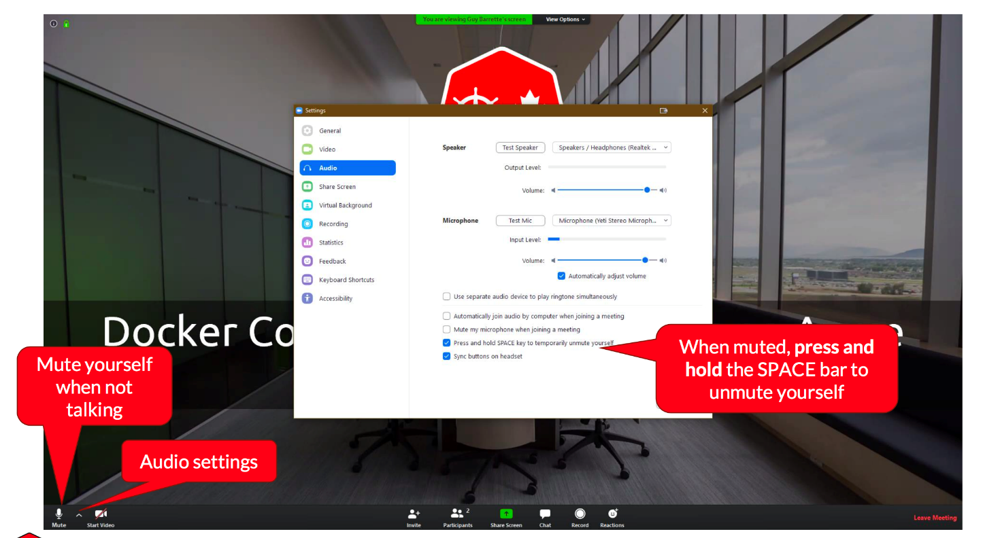 You are viewing Guy Barrette's screen
View Options
Settings
General
Video
Audio
Share Screen
Virtual Background
Recording
Statistics
Feedback
Keyboard Shortcuts
Accessibility
Speaker
Test Speaker
Speakers / Headphones (Realtek ...
Output Level:
Volume:
Microphone
Test Mic
Microphone (Yeti Stereo Microph...
Input Level:
Volume:
Automatically adjust volume
Use separate audio device to play ringtone simultaneously
Automatically join audio by computer when joining a meeting
Mute my microphone when joining a meeting
Press and hold SPACE key to temporarily unmute yourself
Sync buttons on headset
Docker Co
Mute yourself
when not
talking
Audio settings
When muted, press and
hold the SPACE bar to
unmute yourself
Mute
Start Video
Invite
Participants
2
Share Screen
Chat
Record
Reactions
Leave Meeting